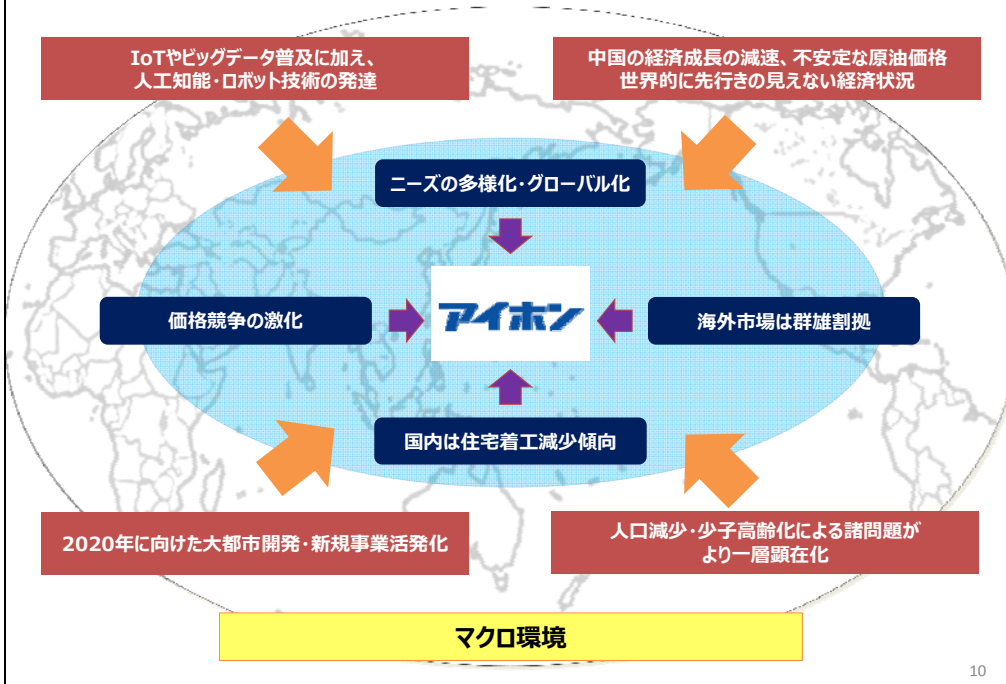 IoTやビッグデータ普及に加え、
人工知能・ロボット技術の発達
中国の経済成長の減速、不安定な原油価格
世界的に先行きの見えない経済状況
ニーズの多様化・グローバル化
価格競争の激化
アイホン
海外市場は群雄割拠
国内は住宅着工減少傾向
2020年に向けた大都市開発・新規事業活発化
人口減少・少子高齢化による諸問題が
より一層顕在化
マクロ環境
10